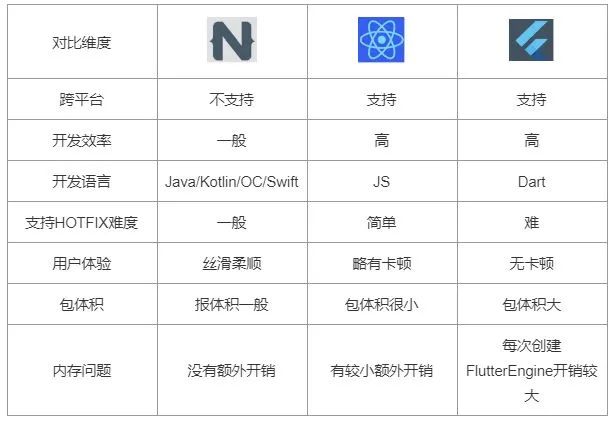 对比维度
跨平台 不支持 支持 支持
开发效率 一般 高 高
开发语言 Java/Kotlin/OC/Swift JS Dart
支持HOTFIX难度 一般 简单 难
用户体验 丝滑柔顺 略有卡顿 无卡顿
包体积 报体积一般 包体积很小 包体积大
内存问题 没有额外开销 有较小额外开销 每次创建
FlutterEngine开销较
大